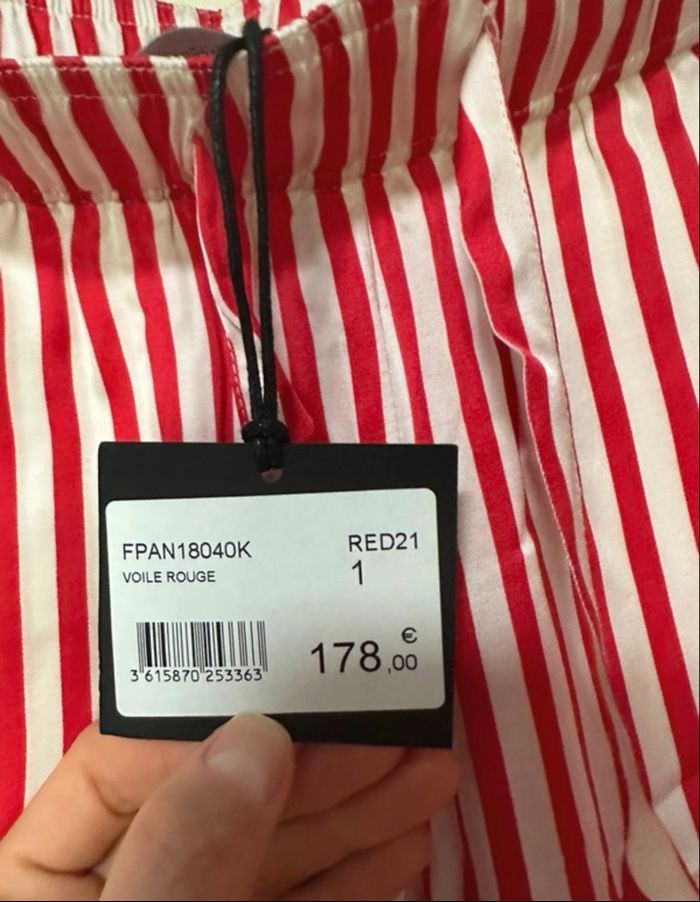 FPAN18040K RED21
VOILE ROUGE 1
178,00 €
3 615870 253363